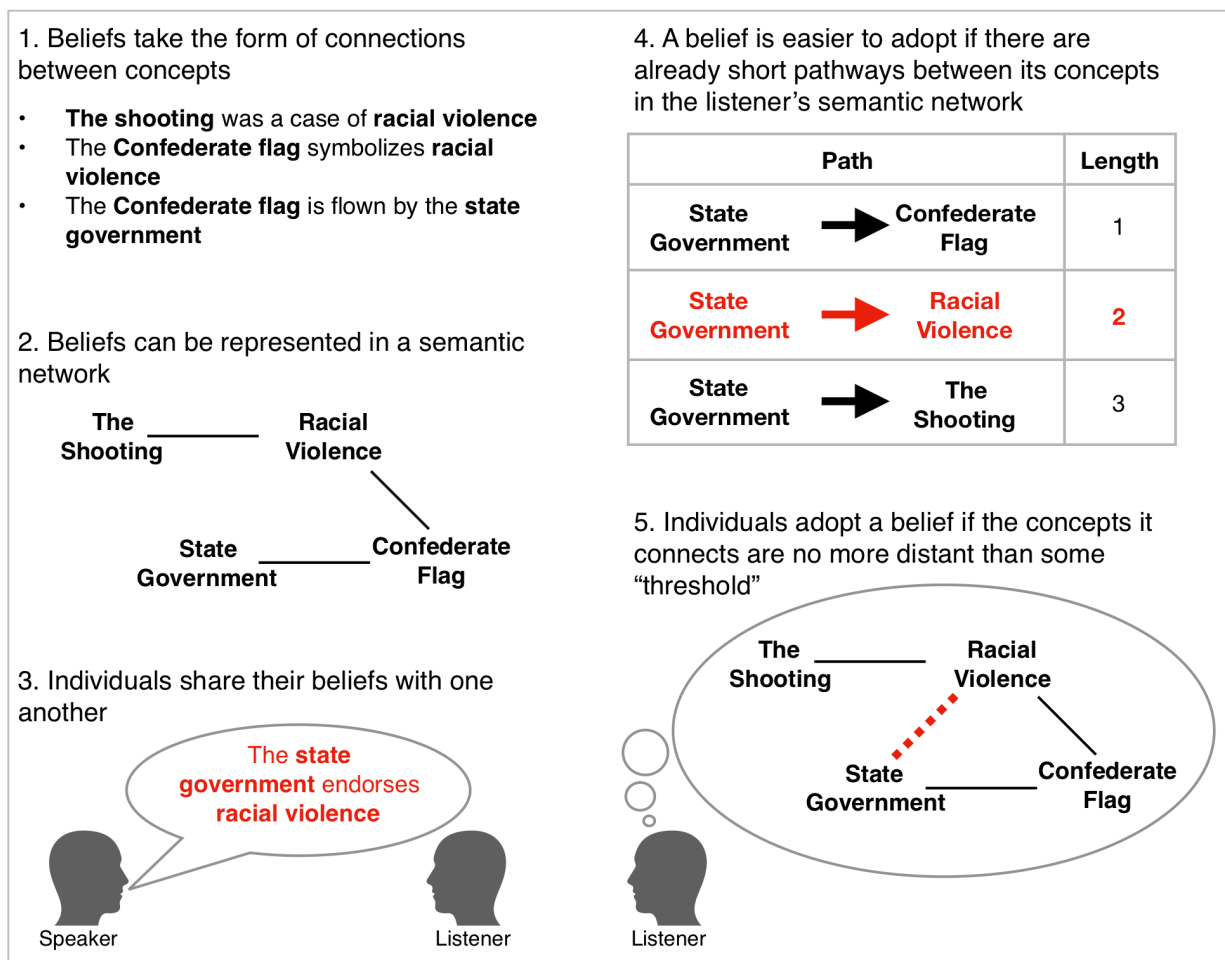 1. Beliefs take the form of connections
between concepts
• The shooting was a case of racial violence
• The Confederate flag symbolizes racial
violence
• The Confederate flag is flown by the state
government
2. Beliefs can be represented in a semantic
network
The
Shooting
Racial
Violence
State
Government
Confederate
Flag
3. Individuals share their beliefs with one
another
The state
government endorses
racial violence
Speaker
Listener
4. A belief is easier to adopt if there are
already short pathways between its concepts
in the listener's semantic network
Path
Length
State
Government
Confederate
Flag
1
State
Government
Racial
Violence
2
State
Government
The
Shooting
3
5. Individuals adopt a belief if the concepts it
connects are no more distant than some
“threshold”
The
Shooting
Racial
Violence
State
Government
Confederate
Flag
Listener